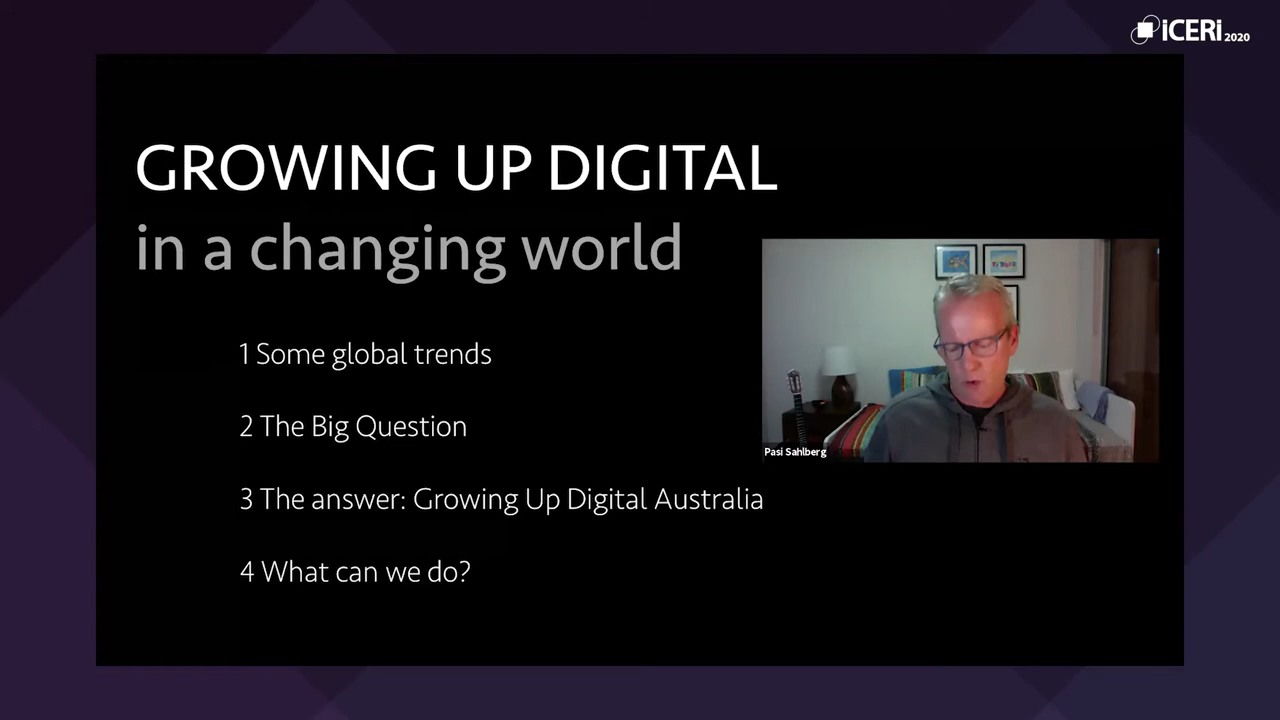 iCERi 2020
GROWING UP DIGITAL
in a changing world
1 Some global trends
2 The Big Question
3 The answer: Growing Up Digital Australia
4 What can we do?
Pasi Sahlberg